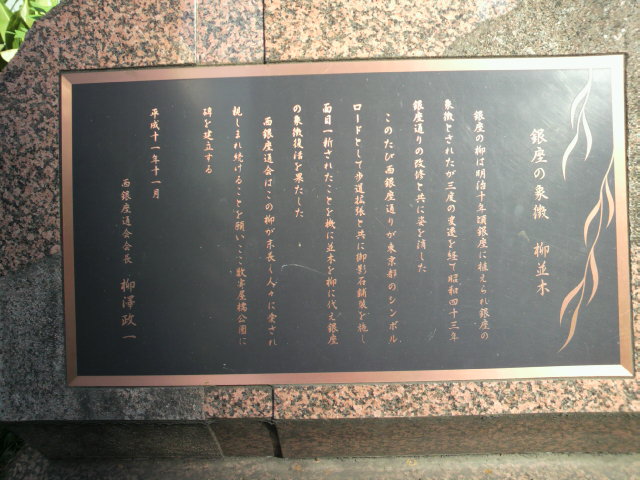 銀座の象徴 柳並木
銀座の柳は明治十年頃銀座に植えられ銀座の
象徴とされたが三度の変遷を経て昭和四十三年
銀座通りの改修と共に姿を消した
このたび西銀座通りが東京都のシンボル
ロードとして歩道拡張と共に御影石舗装を施し
面目一新されたことを機に並木を柳に代え銀座
の象徴復活を果たした
西銀座通会はこの柳が末長く人々に愛され
親しまれ続けることを願いここ数寄屋橋公園に
碑を建立する
平成十一年十一月
西銀座通会会長 柳澤政一